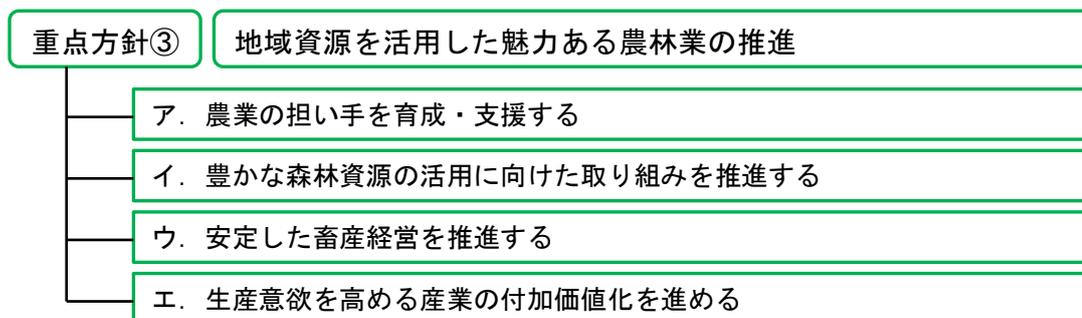 重点方針③ 地域資源を活用した魅力ある農林業の推進
ア．農業の担い手を育成・支援する
イ．豊かな森林資源の活用に向けた取り組みを推進する
ウ．安定した畜産経営を推進する
エ．生産意欲を高める産業の付加価値化を進める